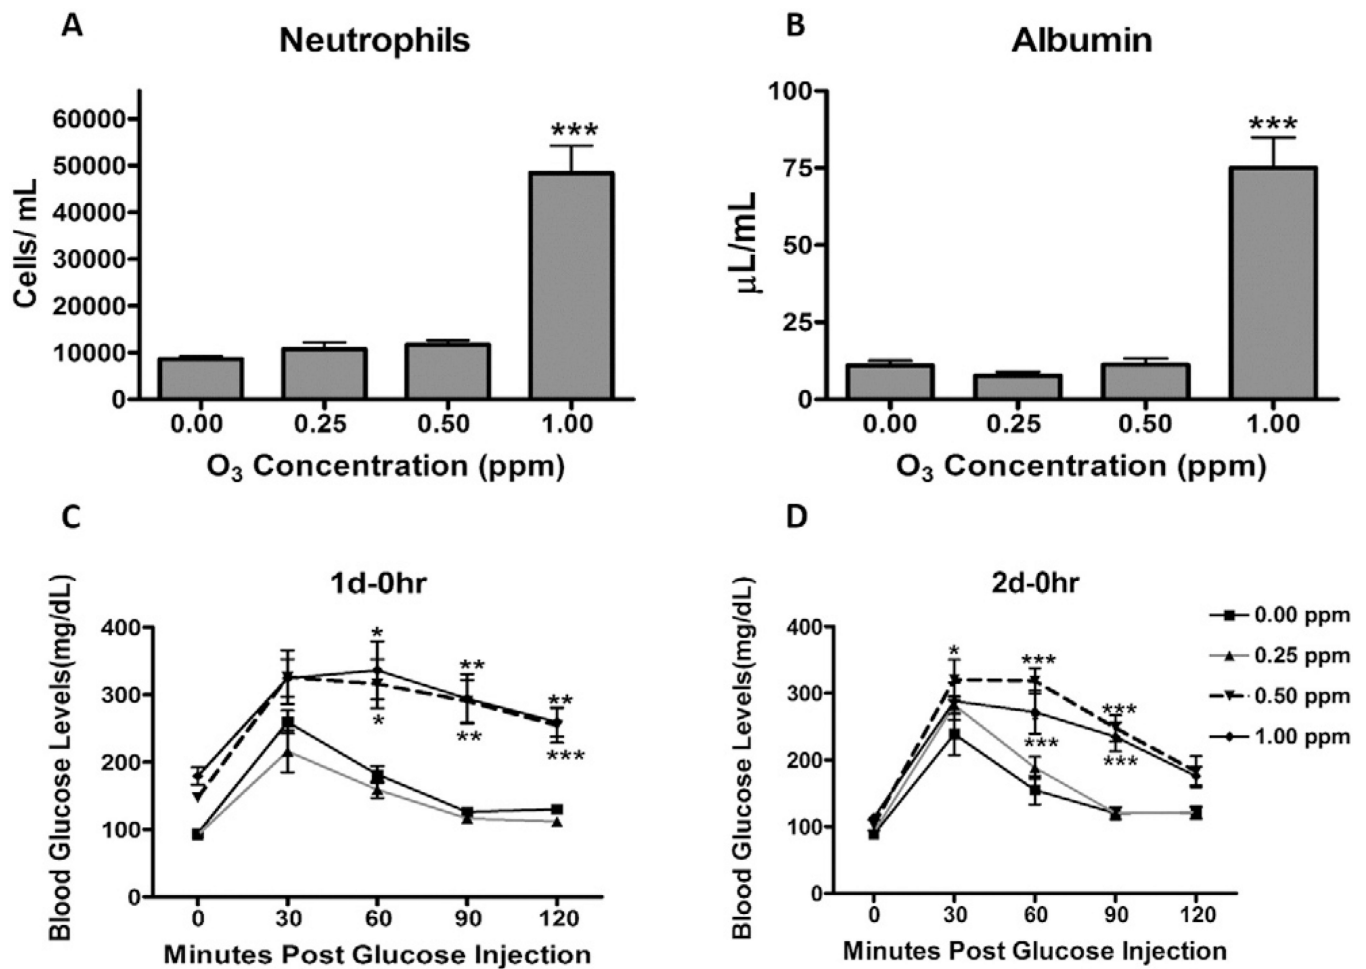 A
Neutrophils
Cells/ mL
60000
50000
40000
30000
20000
10000
0
***
0.00 0.25 0.50 1.00
O₃ Concentration (ppm)
B
Albumin
μL/mL
100
75
50
25
0
***
0.00 0.25 0.50 1.00
O₃ Concentration (ppm)
C
1d-0hr
Blood Glucose Levels(mg/dL)
400
300
200
100
0
*
**
**
*
**
***
0 30 60 90 120
Minutes Post Glucose Injection
D
2d-0hr
Blood Glucose Levels(mg/dL)
400
300
200
100
0
*
***
***
***
***
0 30 60 90 120
Minutes Post Glucose Injection
0.00 ppm
0.25 ppm
0.50 ppm
1.00 ppm